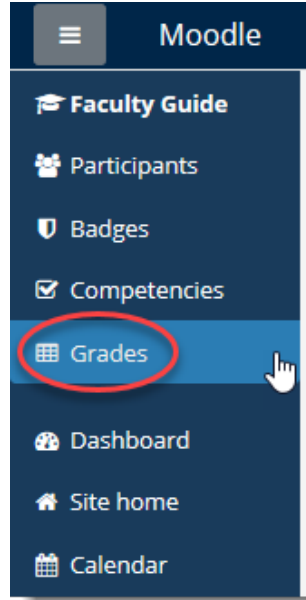 Moodle
Faculty Guide
Participants
Badges
Competencies
Grades
Dashboard
Site home
Calendar